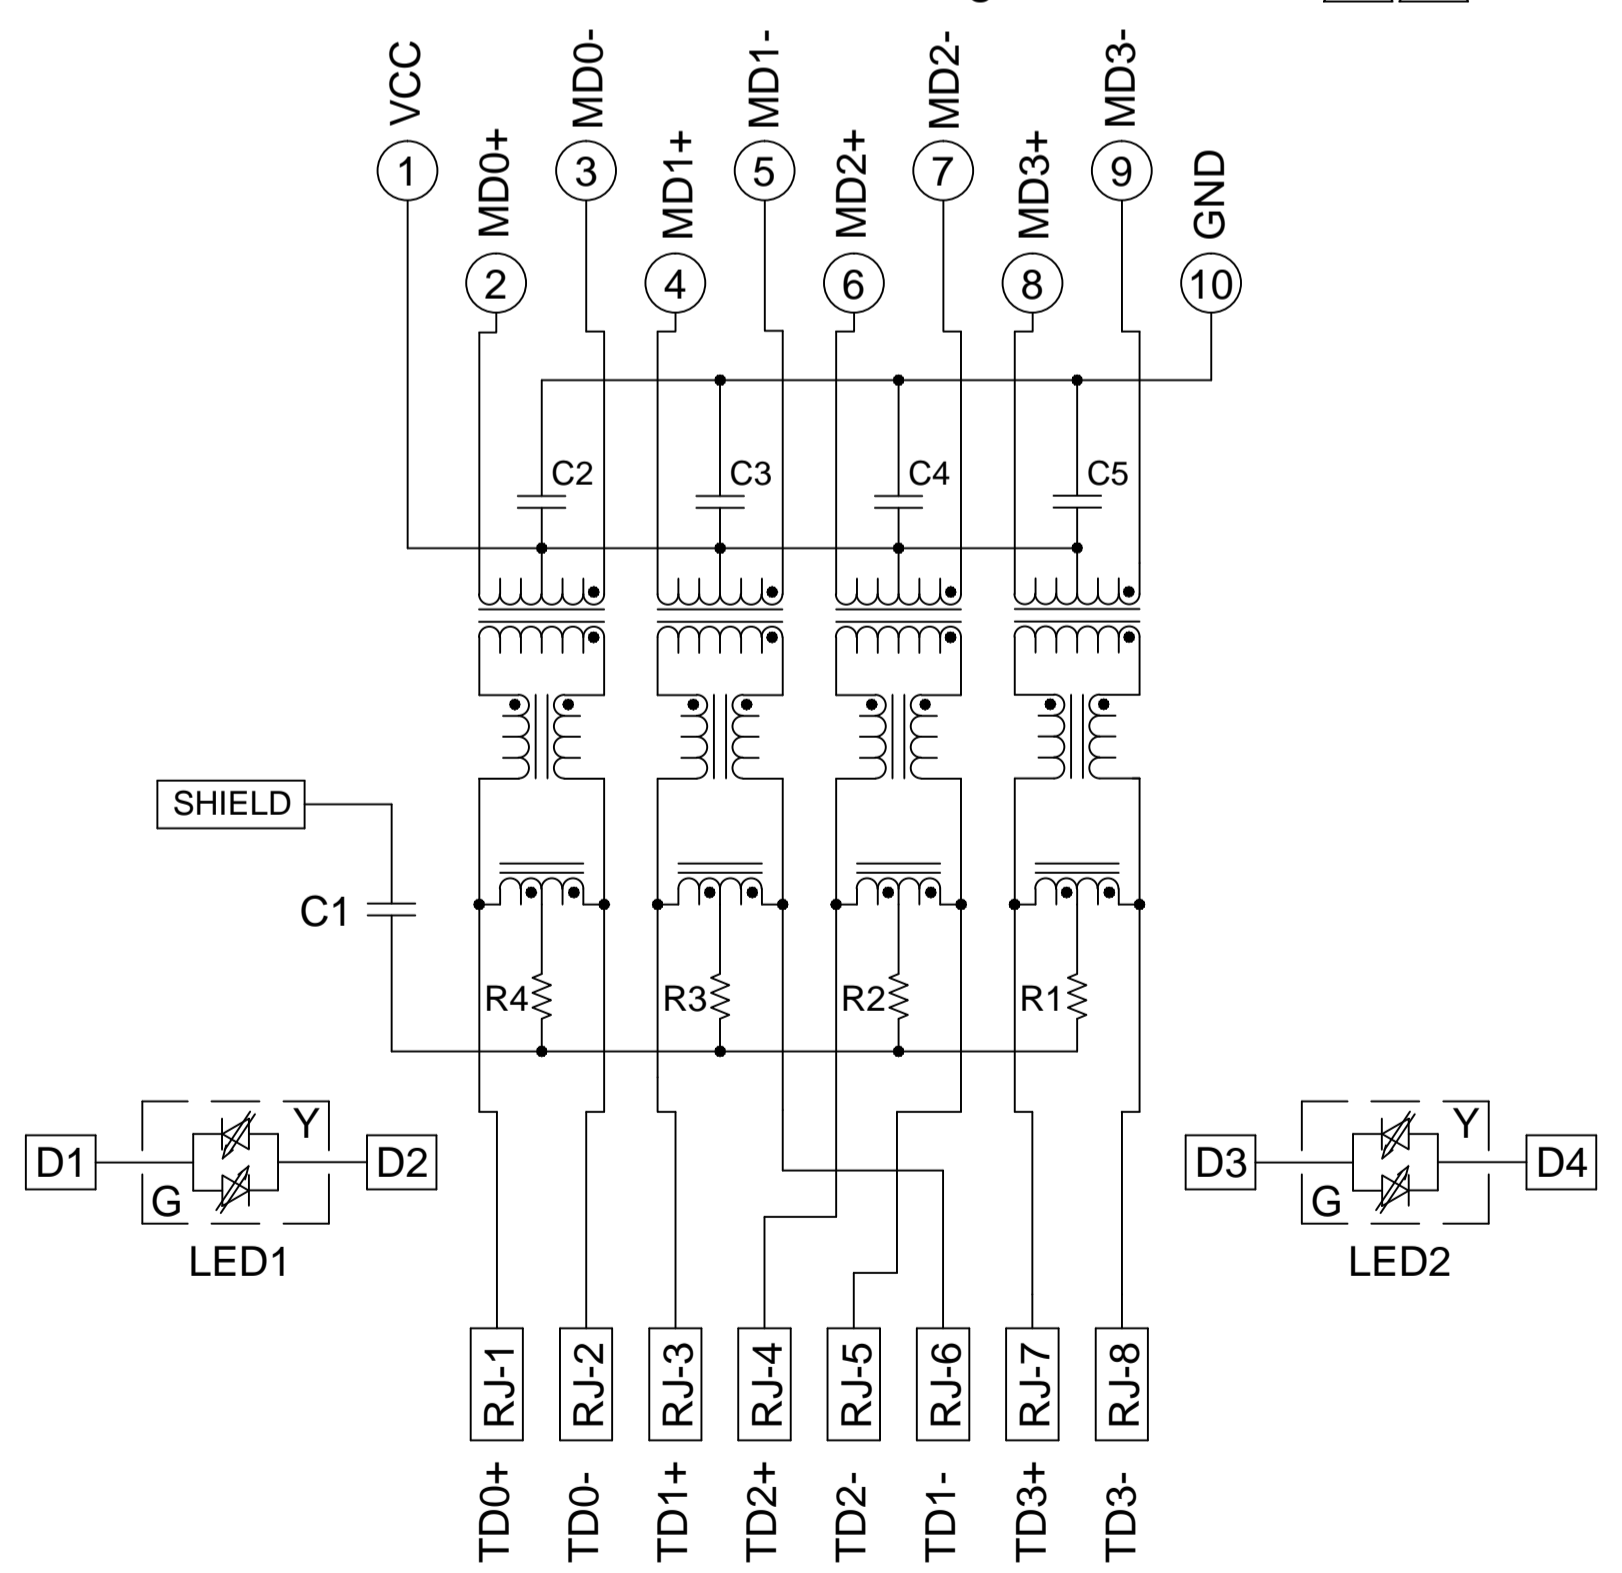 VCC
MD0-
MD1-
MD2-
MD3-
MD0+
MD1+
MD2+
MD3+
GND
1
3
5
7
9
2
4
6
8
10
C2
C3
C4
C5
SHIELD
C1
R4
R3
R2
R1
D1
Y
G
D2
LED1
D3
Y
G
D4
LED2
RJ-1
RJ-2
RJ-3
RJ-4
RJ-5
RJ-6
RJ-7
RJ-8
TD0+
TD0-
TD1+
TD2+
TD2-
TD1-
TD3+
TD3-